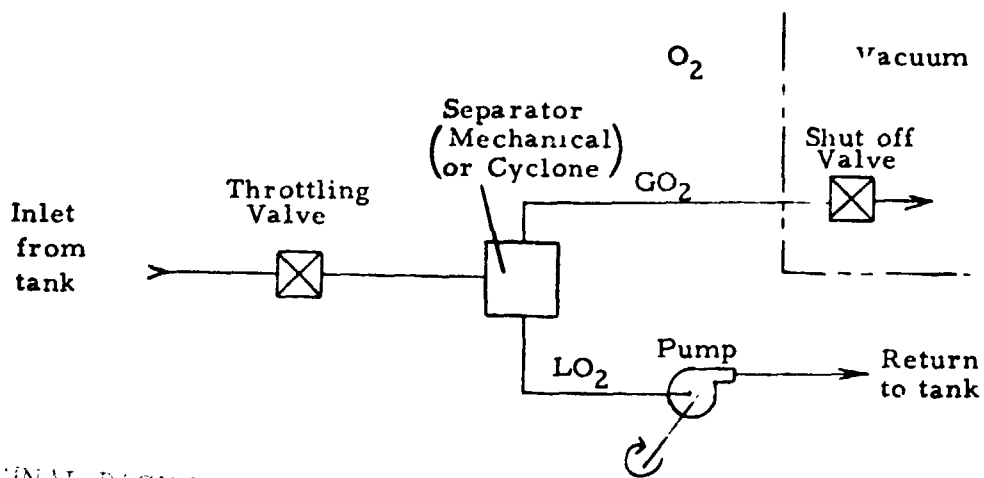 O₂
Vacuum
Separator
(Mechanical
or Cyclone)
Shut off
Valve
GO₂
Throttling
Valve
Inlet
from
tank
LO₂
Pump
Return
to tank